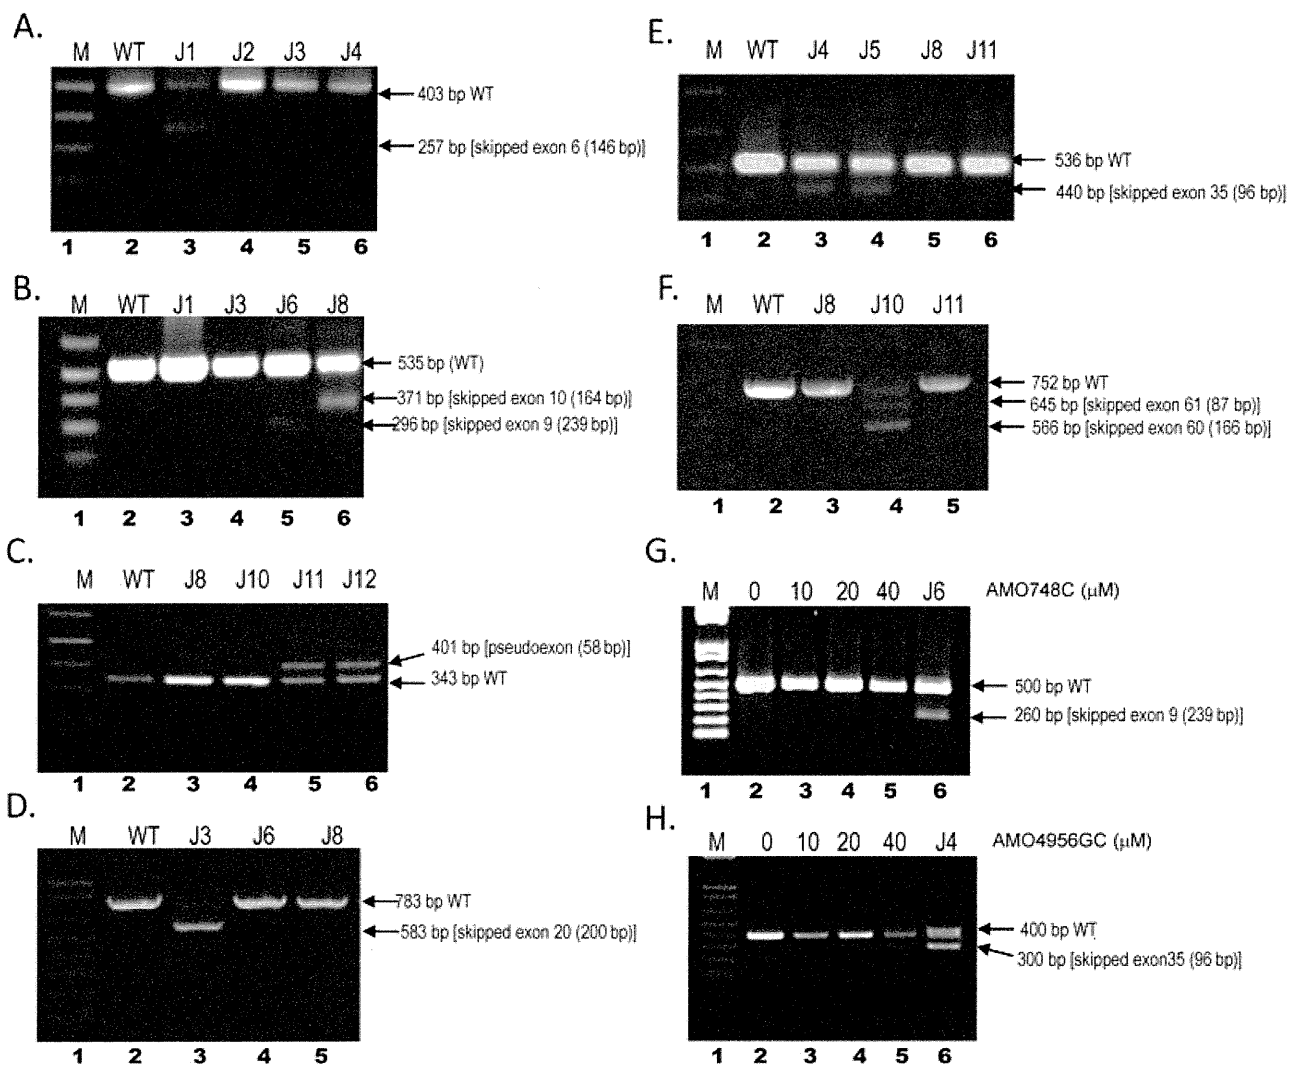 A.
M WT J1 J2 J3 J4
403 bp WT
257 bp [skipped exon 6 (146 bp)]
1 2 3 4 5 6
B.
M WT J1 J3 J6 J8
535 bp (WT)
371 bp [skipped exon 10 (164 bp)]
296 bp [skipped exon 9 (239 bp)]
1 2 3 4 5 6
C.
M WT J8 J10 J11 J12
401 bp [pseudoexon (58 bp)]
343 bp WT
1 2 3 4 5 6
D.
M WT J3 J6 J8
783 bp WT
583 bp [skipped exon 20 (200 bp)]
1 2 3 4 5
E.
M WT J4 J5 J8 J11
536 bp WT
440 bp [skipped exon 35 (96 bp)]
1 2 3 4 5 6
F.
M WT J8 J10 J11
752 bp WT
645 bp [skipped exon 61 (87 bp)]
566 bp [skipped exon 60 (166 bp)]
1 2 3 4 5
G.
M 0 10 20 40 J6 AMO748C (μM)
500 bp WT
260 bp [skipped exon 9 (239 bp)]
1 2 3 4 5 6
H.
M 0 10 20 40 J4 AMO4956GC (μM)
400 bp WT
300 bp [skipped exon35 (96 bp)]
1 2 3 4 5 6